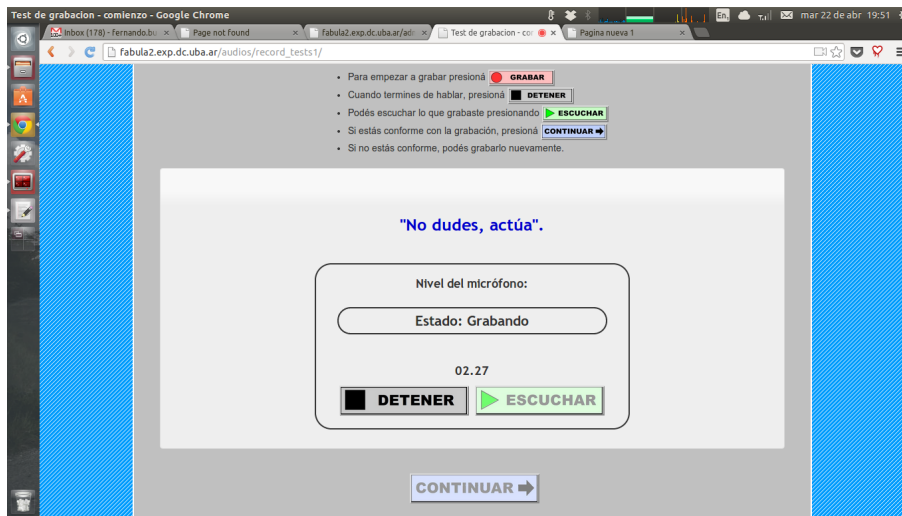 Test de grabacion - comienzo - Google Chrome
En
mar 22 de abr 19:51
Inbox (178) - fernando.bu
Page not found
fabula2.exp.dc.uba.ar/adm
Test de grabacion - co
Pagina nueva 1
fabula2.exp.dc.uba.ar/audios/record_tests1/
• Para empezar a grabar presioná GRABAR
• Cuando termines de hablar, presioná DETENER
• Podés escuchar lo que grabaste presionando ESCUCHAR
• Si estás conforme con la grabación, presioná CONTINUAR
• Si no estás conforme, podés grabarlo nuevamente.
"No dudes, actúa".
Nivel del micrófono:
Estado: Grabando
02.27
DETENER ESCUCHAR
CONTINUAR